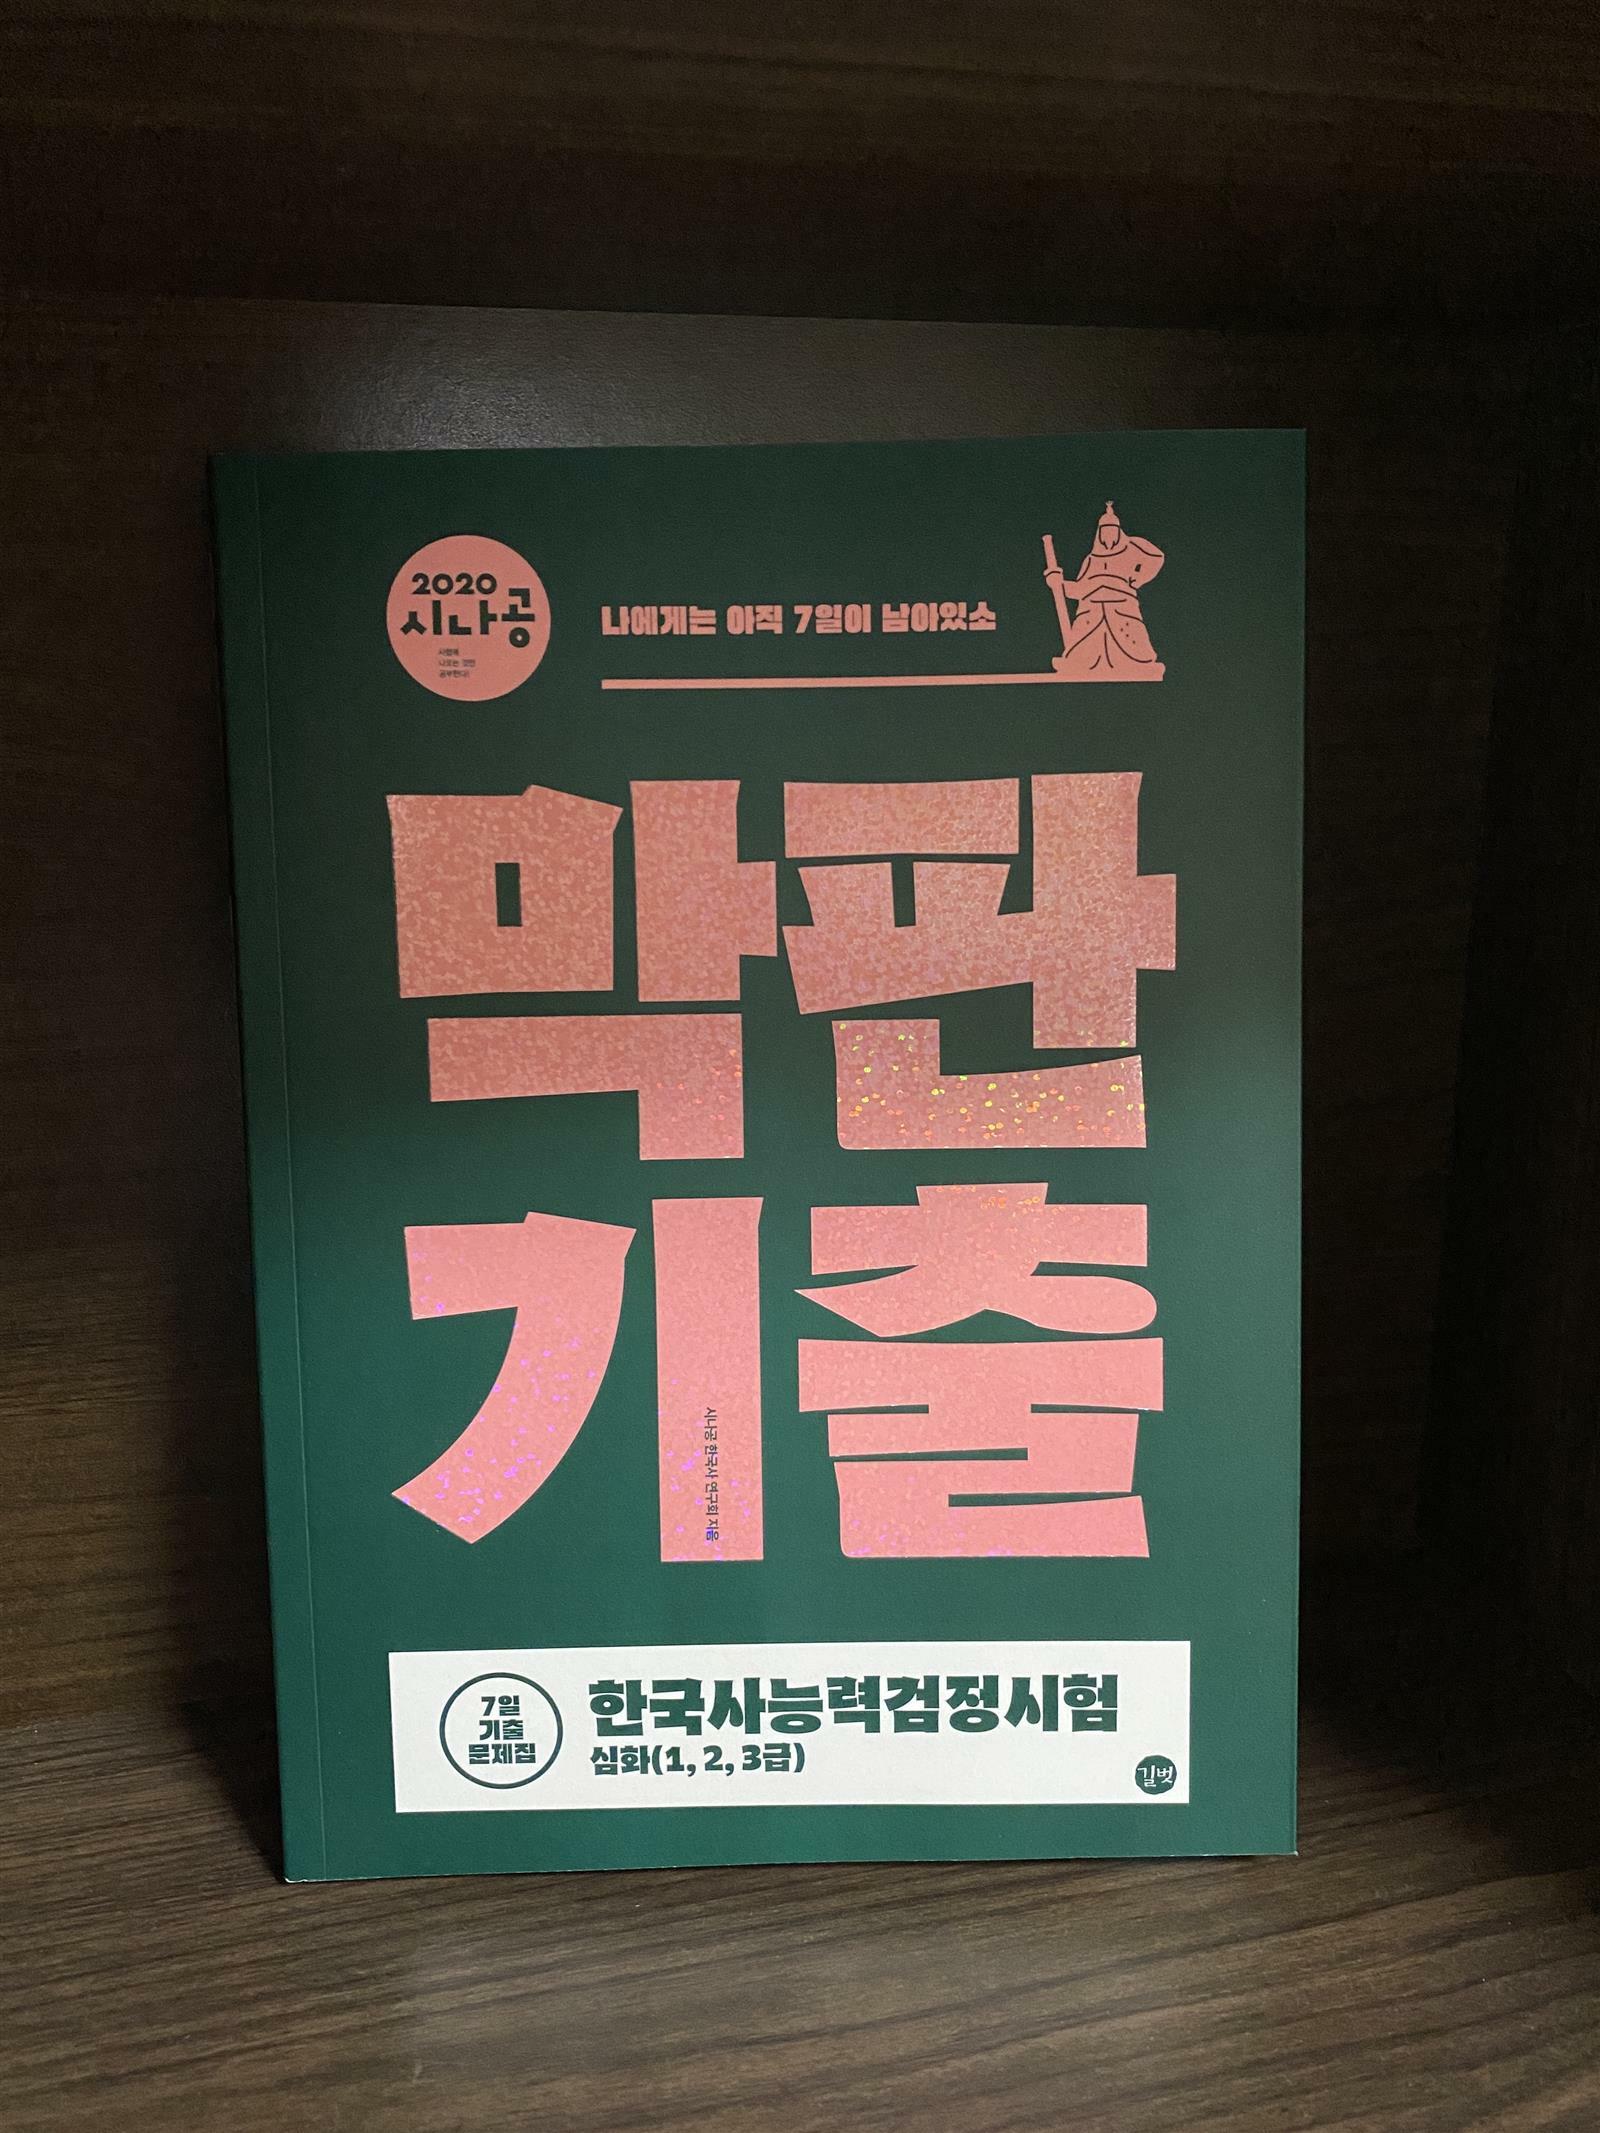 2020
시나공
시험에
나오는 것만
공부한다!
나에게는 아직 7일이 남아있소
막판
기출
시나공 한국사 연구회 지음
7일
기출
문제집
한국사능력검정시험
심화(1, 2, 3급)
길벗